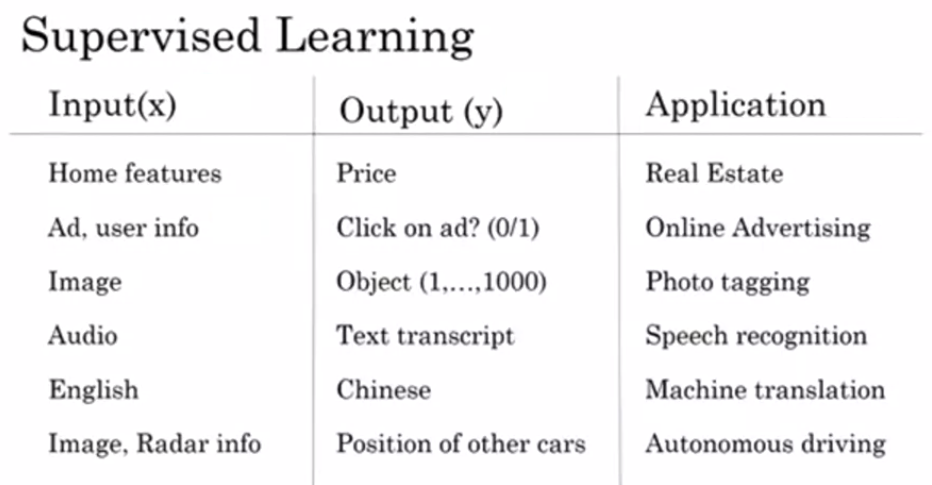 Supervised Learning
Input(x) Output (y) Application
Home features Price Real Estate
Ad, user info Click on ad? (0/1) Online Advertising
Image Object (1,...,1000) Photo tagging
Audio Text transcript Speech recognition
English Chinese Machine translation
Image, Radar info Position of other cars Autonomous driving